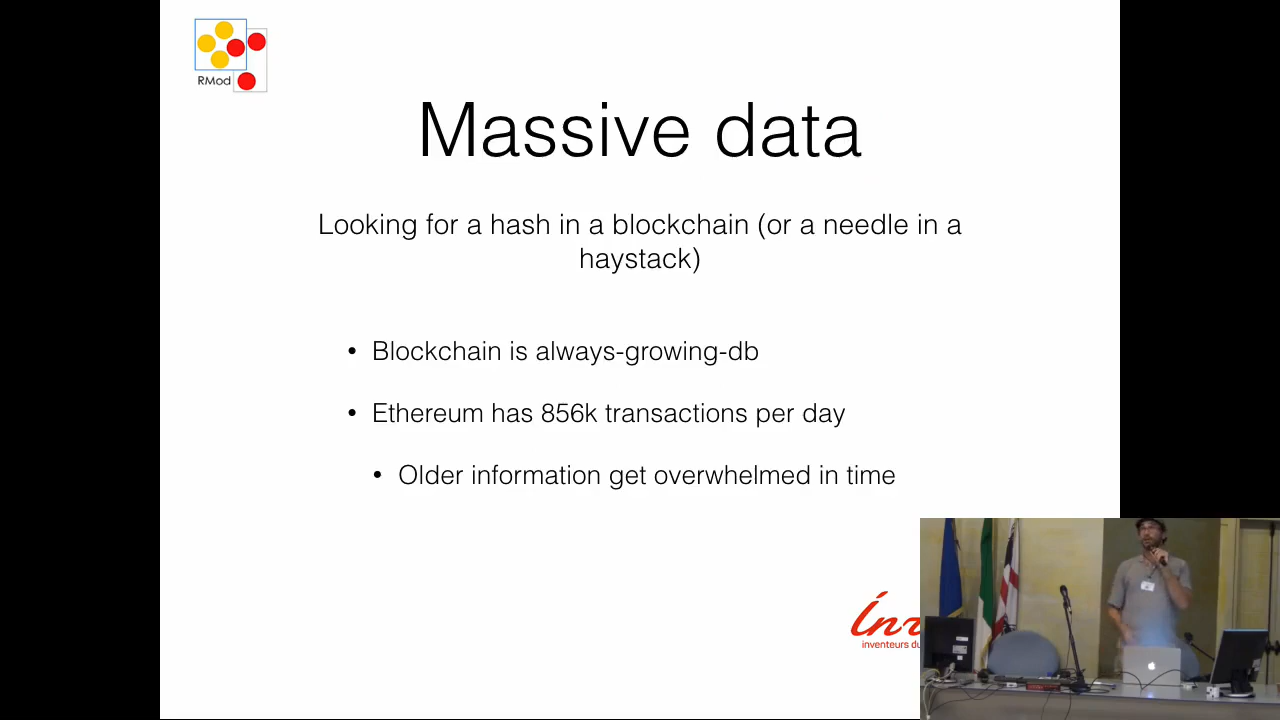 RMod
Massive data
Looking for a hash in a blockchain (or a needle in a
haystack)
• Blockchain is always-growing-db
• Ethereum has 856k transactions per day
• Older information get overwhelmed in time
inventeurs du